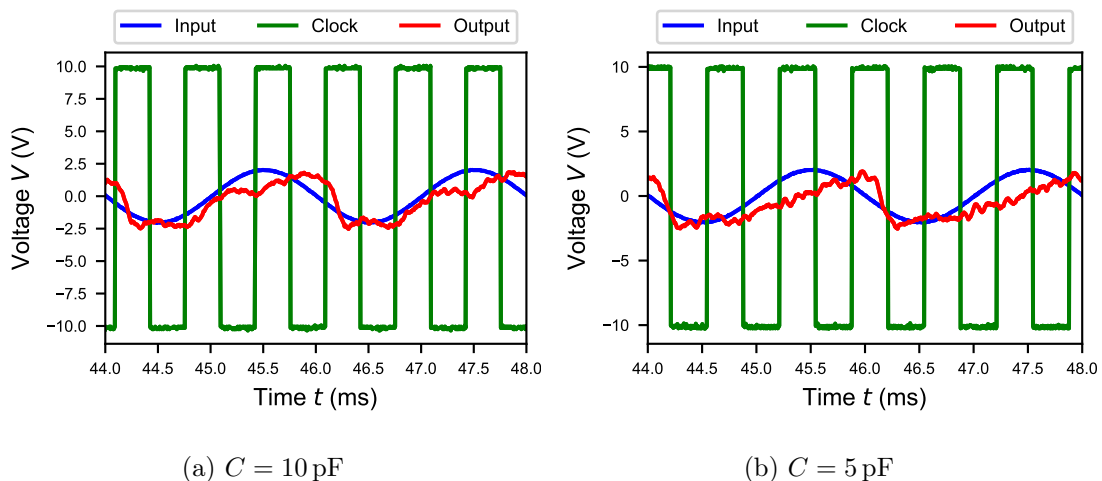 Input Clock Output
10.0
7.5
5.0
2.5
0.0
−2.5
−5.0
−7.5
−10.0
Voltage V (V)
44.0 44.5 45.0 45.5 46.0 46.5 47.0 47.5 48.0
Time t (ms)
(a) C = 10 pF
Input Clock Output
10
5
0
−5
−10
Voltage V (V)
44.0 44.5 45.0 45.5 46.0 46.5 47.0 47.5 48.0
Time t (ms)
(b) C = 5 pF